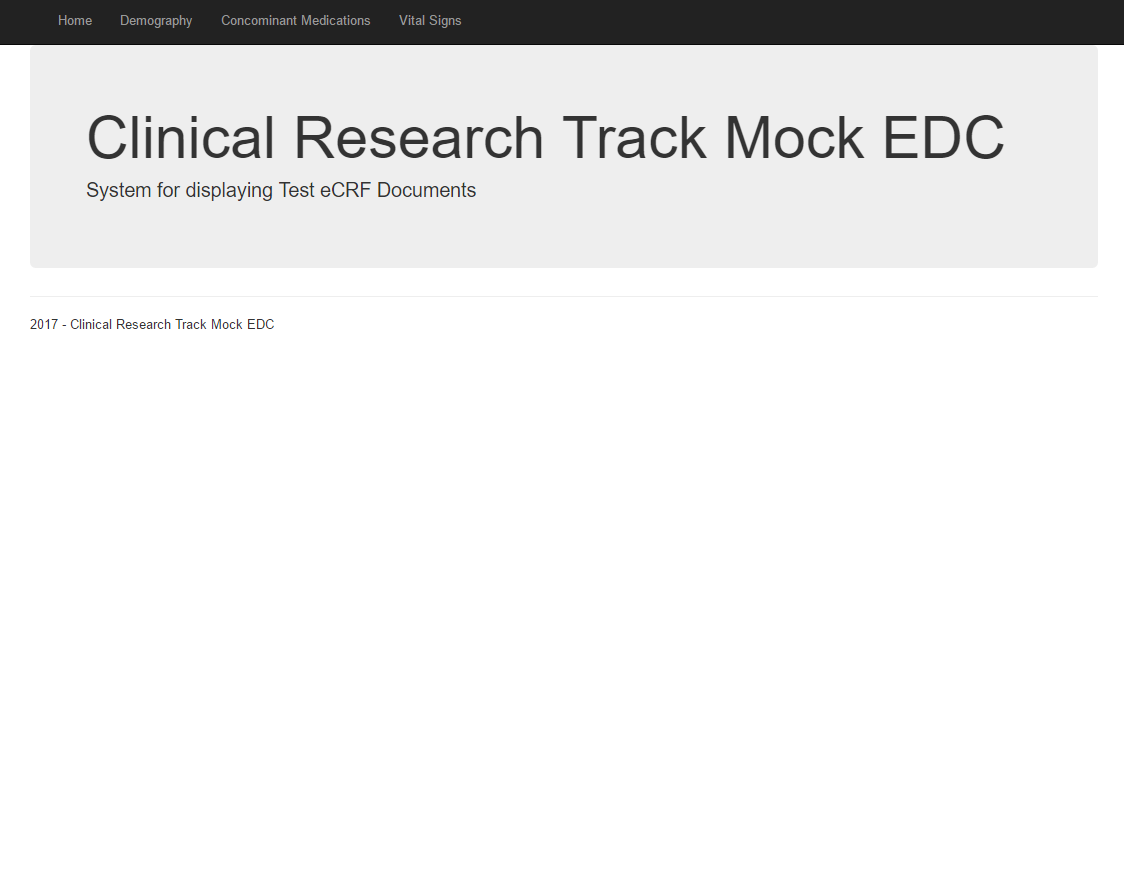 Home Demography Concominant Medications Vital Signs
Clinical Research Track Mock EDC
System for displaying Test eCRF Documents
2017 - Clinical Research Track Mock EDC